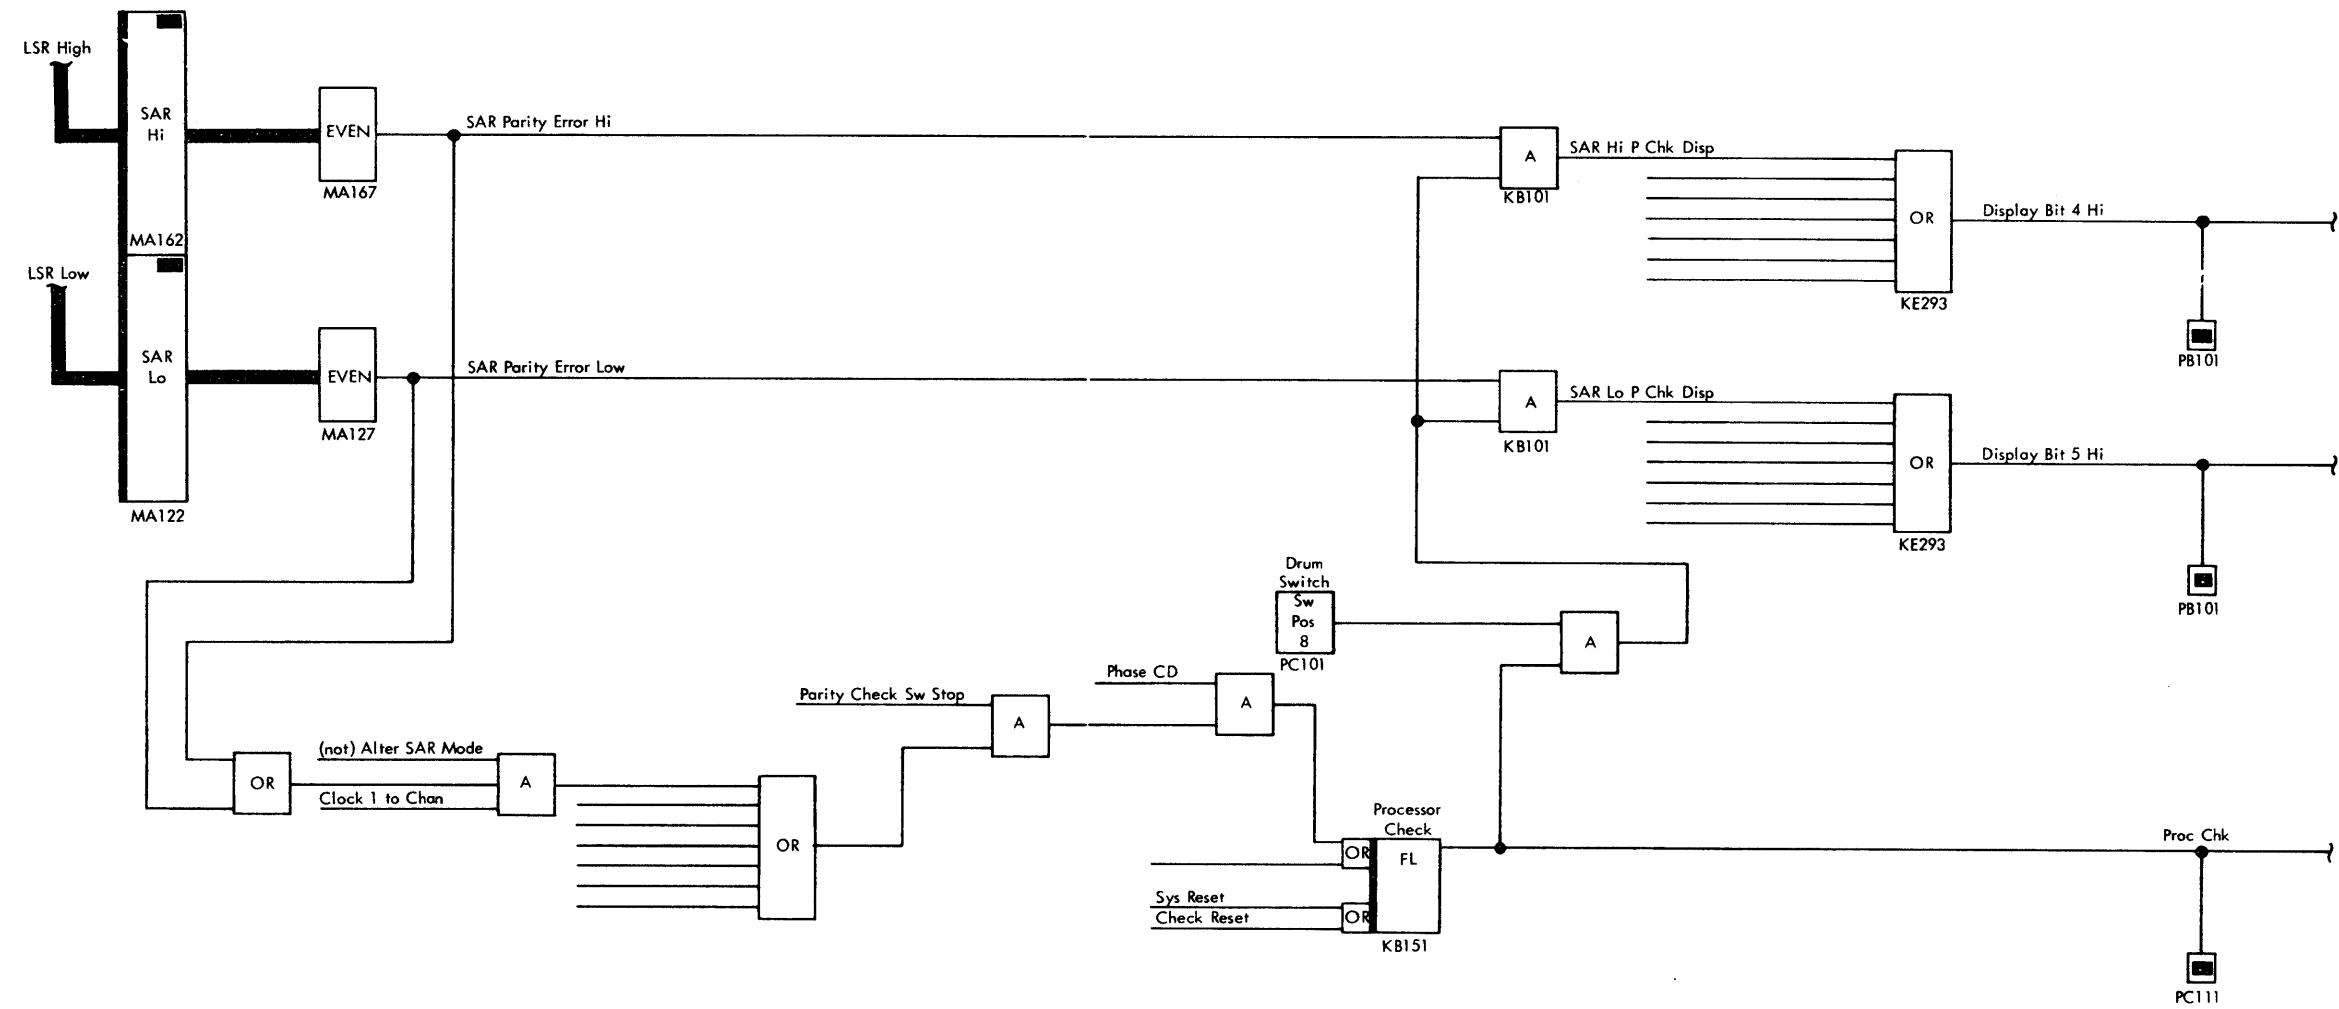 LSR High
SAR
Hi
MA162
EVEN
MA167
SAR Parity Error Hi
A
KB101
SAR Hi P Chk Disp
OR
KE293
Display Bit 4 Hi
PB101
LSR Low
SAR
Lo
MA122
EVEN
MA127
SAR Parity Error Low
A
KB101
SAR Lo P Chk Disp
OR
KE293
Display Bit 5 Hi
PB101
Drum
Switch
Sw
Pos
8
PC101
A
OR
(not) Alter SAR Mode
Clock 1 to Chan
A
OR
Parity Check Sw Stop
A
Phase CD
A
Processor
Check
OR
FL
Sys Reset
Check Reset
OR
KB151
Proc Chk
PC111